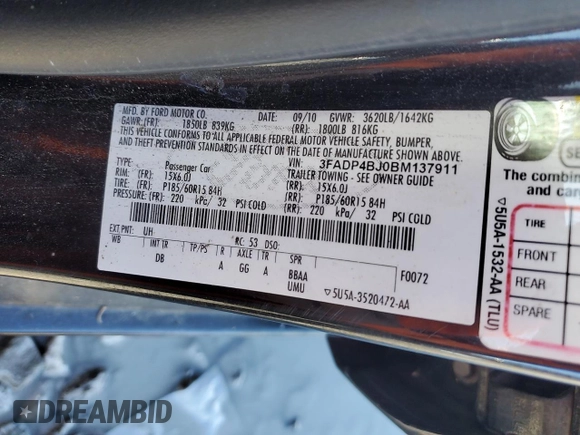 MFD. BY FORD MOTOR CO.
DATE: 09/10 GVWR: 3620LB/1642KG
GAWR:(FR): 1850LB 839KG (RR): 1800LB 816KG
THIS VEHICLE CONFORMS TO ALL APPLICABLE FEDERAL MOTOR VEHICLE SAFETY, BUMPER,
AND THEFT PREVENTION STANDARDS IN EFFECT ON THE DATE OF MANUFACTURE SHOWN ABOVE.
VIN: 3FADP4BJ0BM137911
TYPE: Passenger Car TRAILER TOWING - SEE OWNER GUIDE
RIM: 15X6.0J 15X6.0J
TIRE: (FR): P185/60R15 84H (RR): P185/60R15 84H
PRESSURE: (FR): 220 kPa/ 32 PSI COLD (RR): 220 kPa/ 32 PSI COLD
EXT PNT: UH RC: 53 DSO:
WB INT TR TP/PS R AXLE TR SPR
DB A GG A BBAA F0072
UMU ▽5U5A-3520472-AA
The combin
and car
TIRE
FRONT
REAR
SPARE
▽5U5A-1532-AA (TLU)
DREAMBID